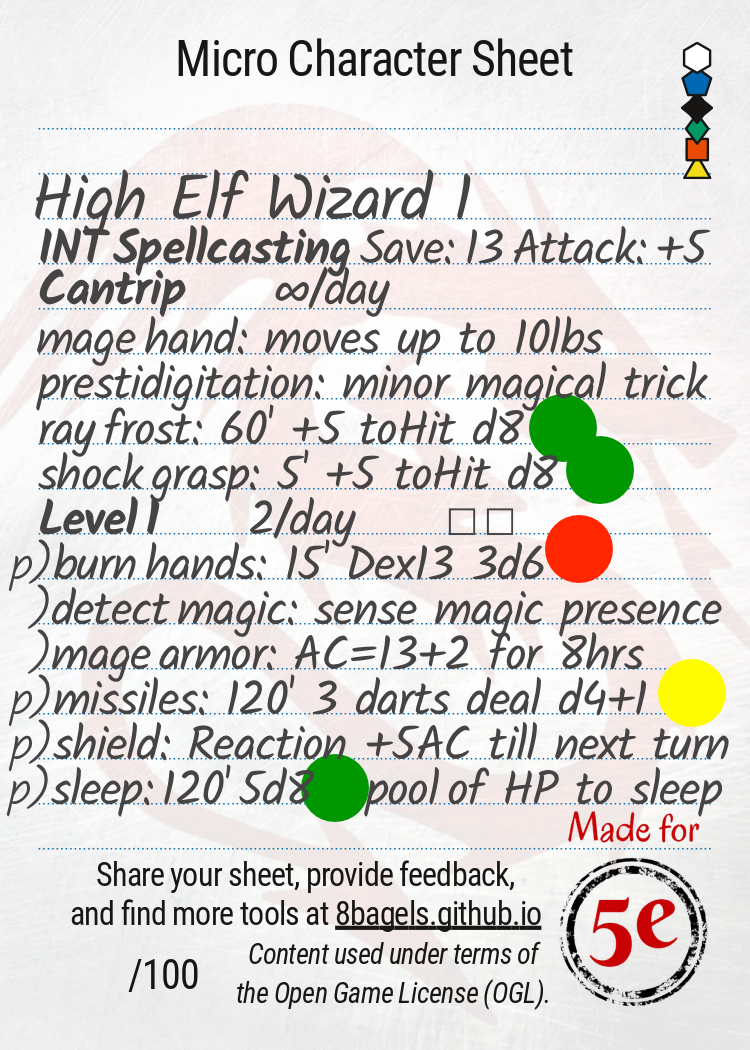 Micro Character Sheet
High Elf Wizard 1
INT Spellcasting Save: 13 Attack: +5
Cantrip ∞/day
mage hand: moves up to 10lbs
prestidigitation: minor magical trick
ray frost: 60' +5 toHit d8
shock grasp: 5' +5 toHit d8
Level 1 2/day □ □
p)burn hands: 15' Dex13 3d6
)detect magic: sense magic presence
)mage armor: AC=13+2 for 8hrs
p)missiles: 120' 3 darts deal d4+1
p)shield: Reaction +5AC till next turn
p)sleep: 120' 5d8 pool of HP to sleep
Made for
5e
Share your sheet, provide feedback,
and find more tools at 8bagels.github.io
/100
Content used under terms of
the Open Game License (OGL).